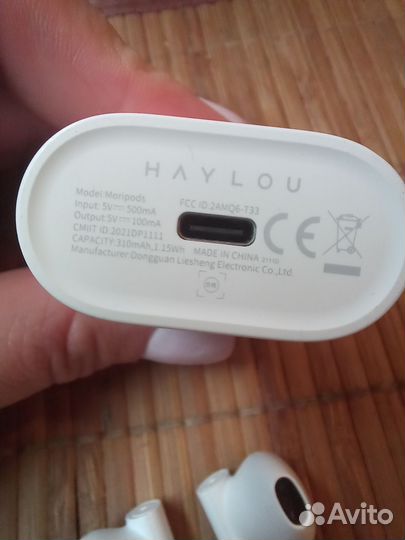 HAYLOU
Model: Moripods
Input: 5V⎓500mA
Output: 5V⎓100mA
CMIIT ID: 2021DP1111
CAPACITY: 310mAh, 1.15Wh
Manufacturer: Dongguan Liesheng Electronic Co., Ltd.
FCC ID: 2AMQ6-T33
MADE IN CHINA
CE
Avito